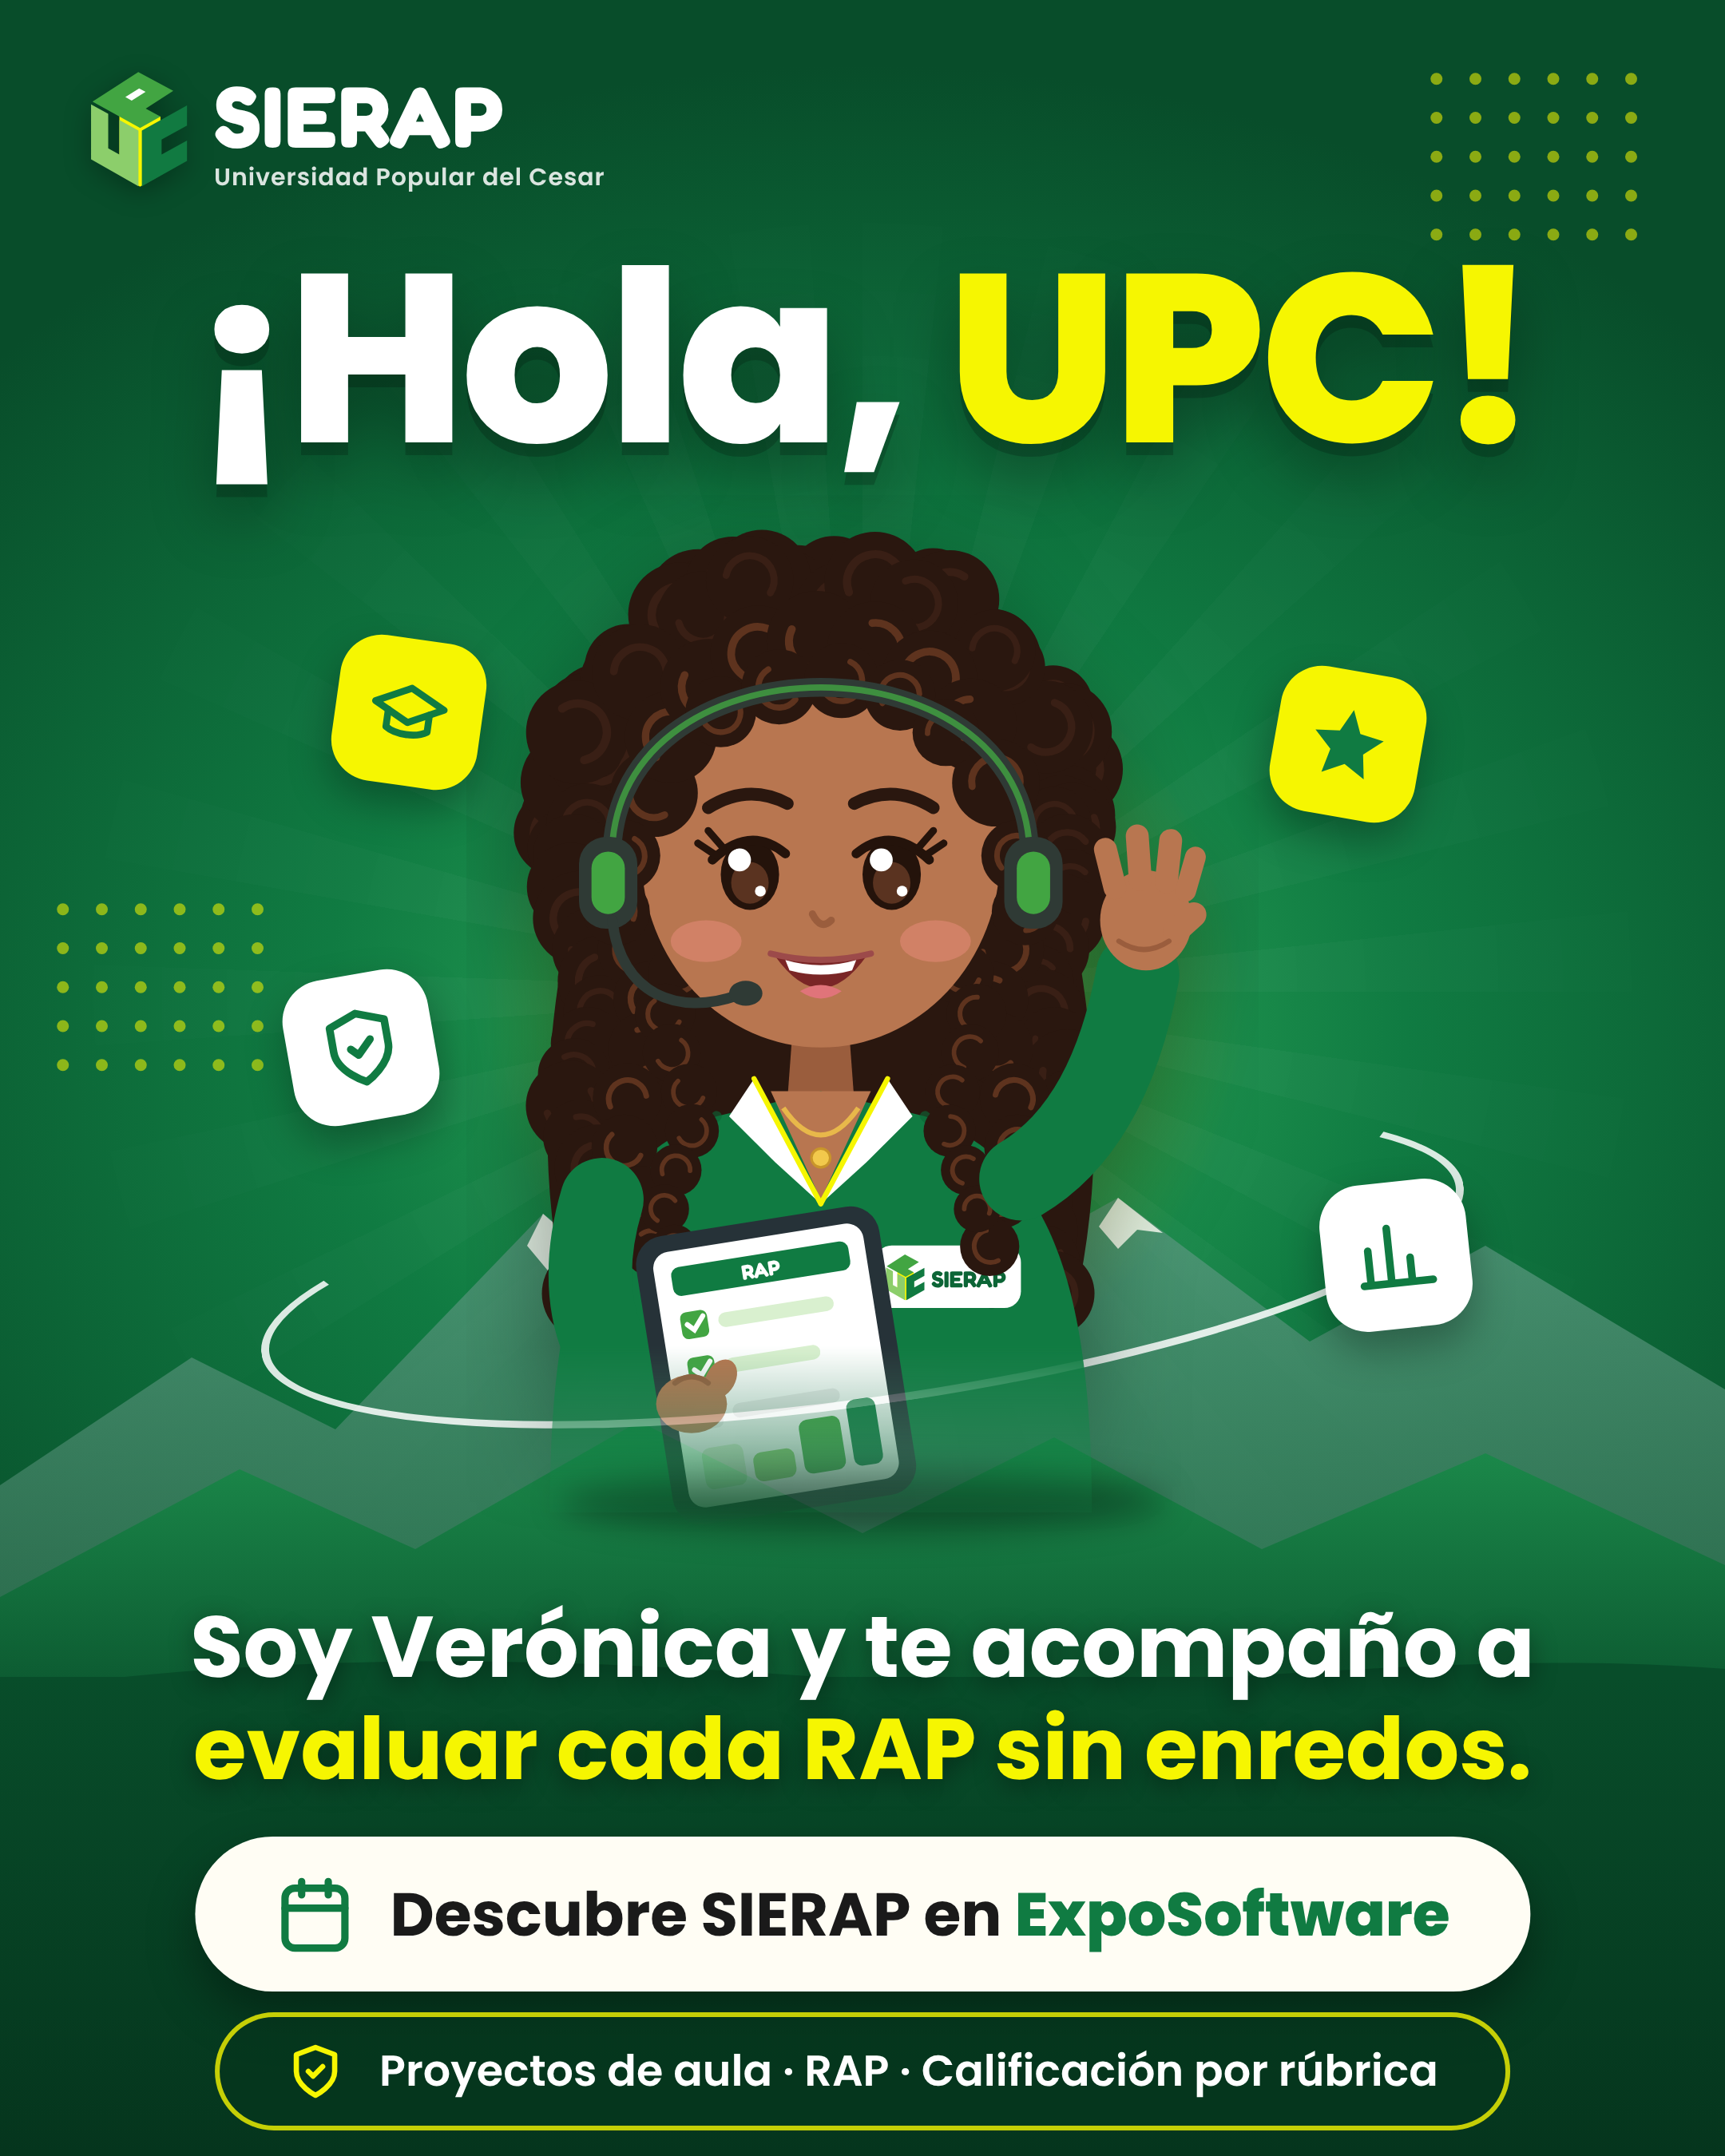 SIERAP
Universidad Popular del Cesar
¡Hola, UPC!
RAP
SIERAP
Soy Verónica y te acompaño a
evaluar cada RAP sin enredos.
Descubre SIERAP en ExpoSoftware
Proyectos de aula · RAP · Calificación por rúbrica